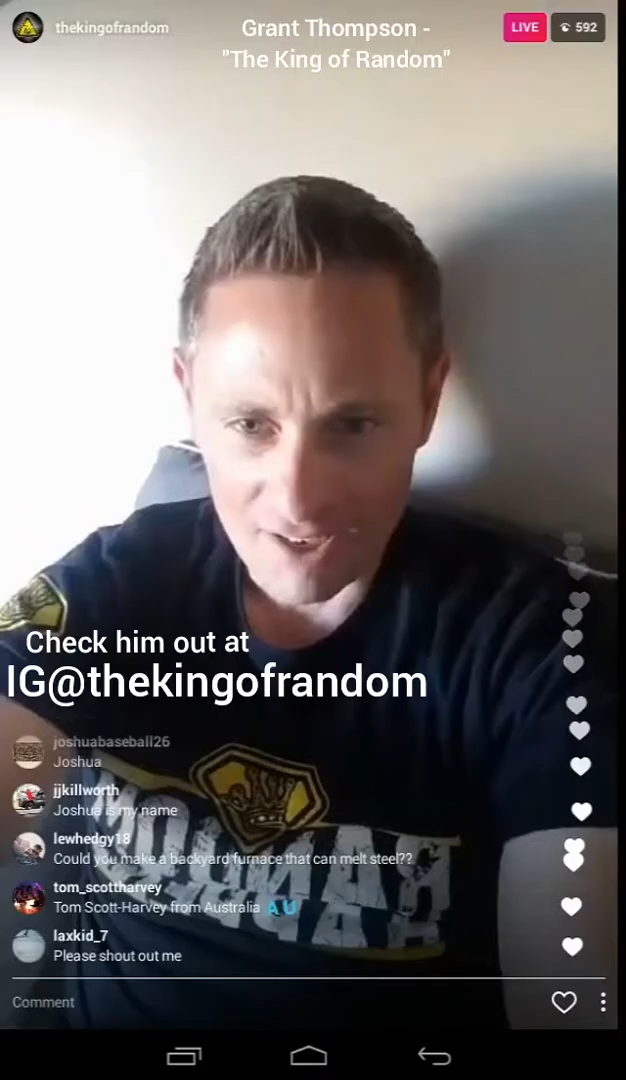 thekingofrandom
Grant Thompson -
"The King of Random"
LIVE
592
Check him out at
IG@thekingofrandom
joshuabaseball26
Joshua
jjkillworth
Joshua is my name
lewhedgy18
Could you make a backyard furnace that can melt steel??
tom_scottharvey
Tom Scott-Harvey from Australia AU
laxkid_7
Please shout out me
RANDOM
Comment